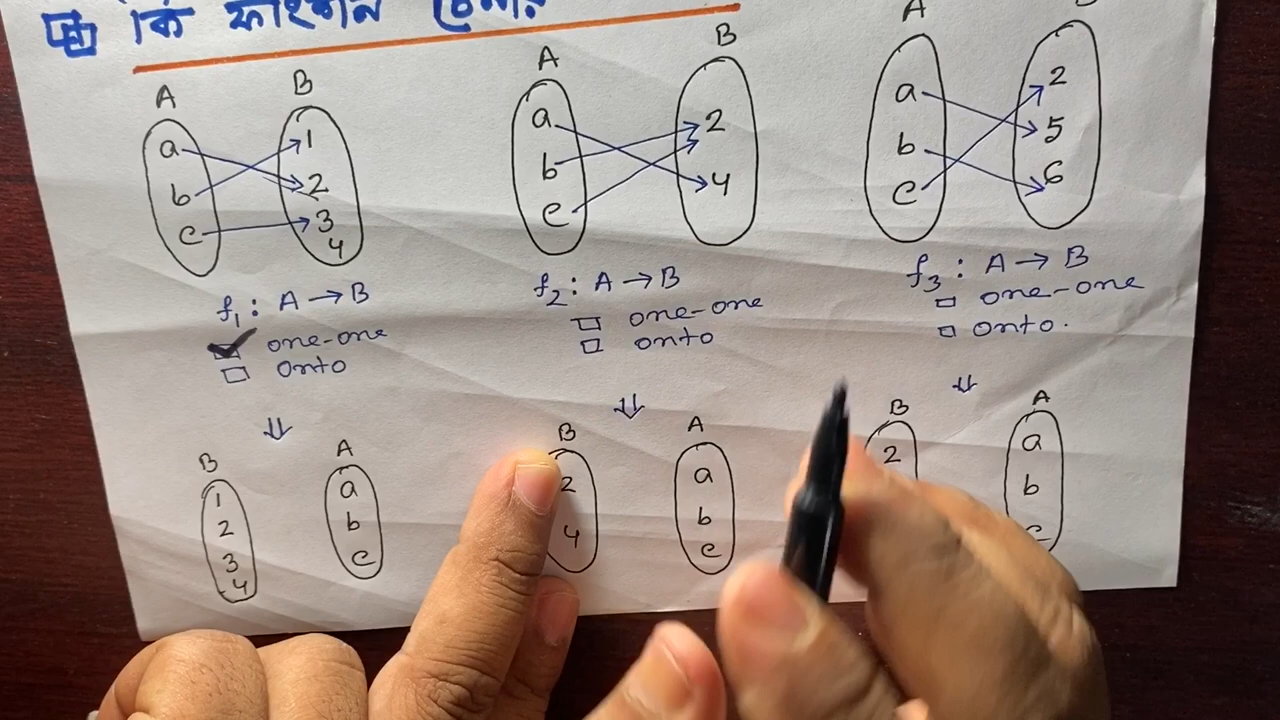 কি ফাংশন চেনার
A B
a 1
b 2
c 3
4
f₁ : A → B
one-one
onto
⇓
B A
1 a
2 b
3 c
4
A B
a 2
b 4
c
f₂ : A → B
one-one
onto
⇓
B A
2 a
4 b
c
A
a 2
b 5
c 6
f₃ : A → B
one-one
onto.
⇓
B A
2 a
b